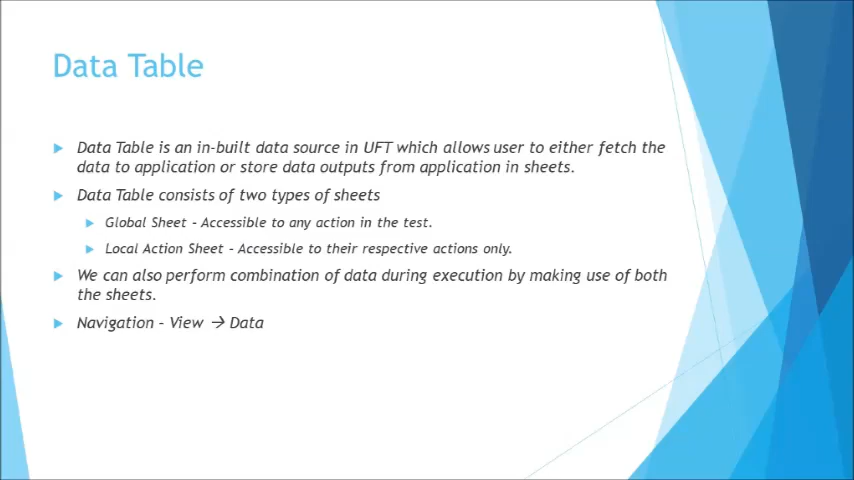 Data Table
Data Table is an in-built data source in UFT which allows user to either fetch the
data to application or store data outputs from application in sheets.
Data Table consists of two types of sheets
Global Sheet – Accessible to any action in the test.
Local Action Sheet – Accessible to their respective actions only.
We can also perform combination of data during execution by making use of both
the sheets.
Navigation – View → Data